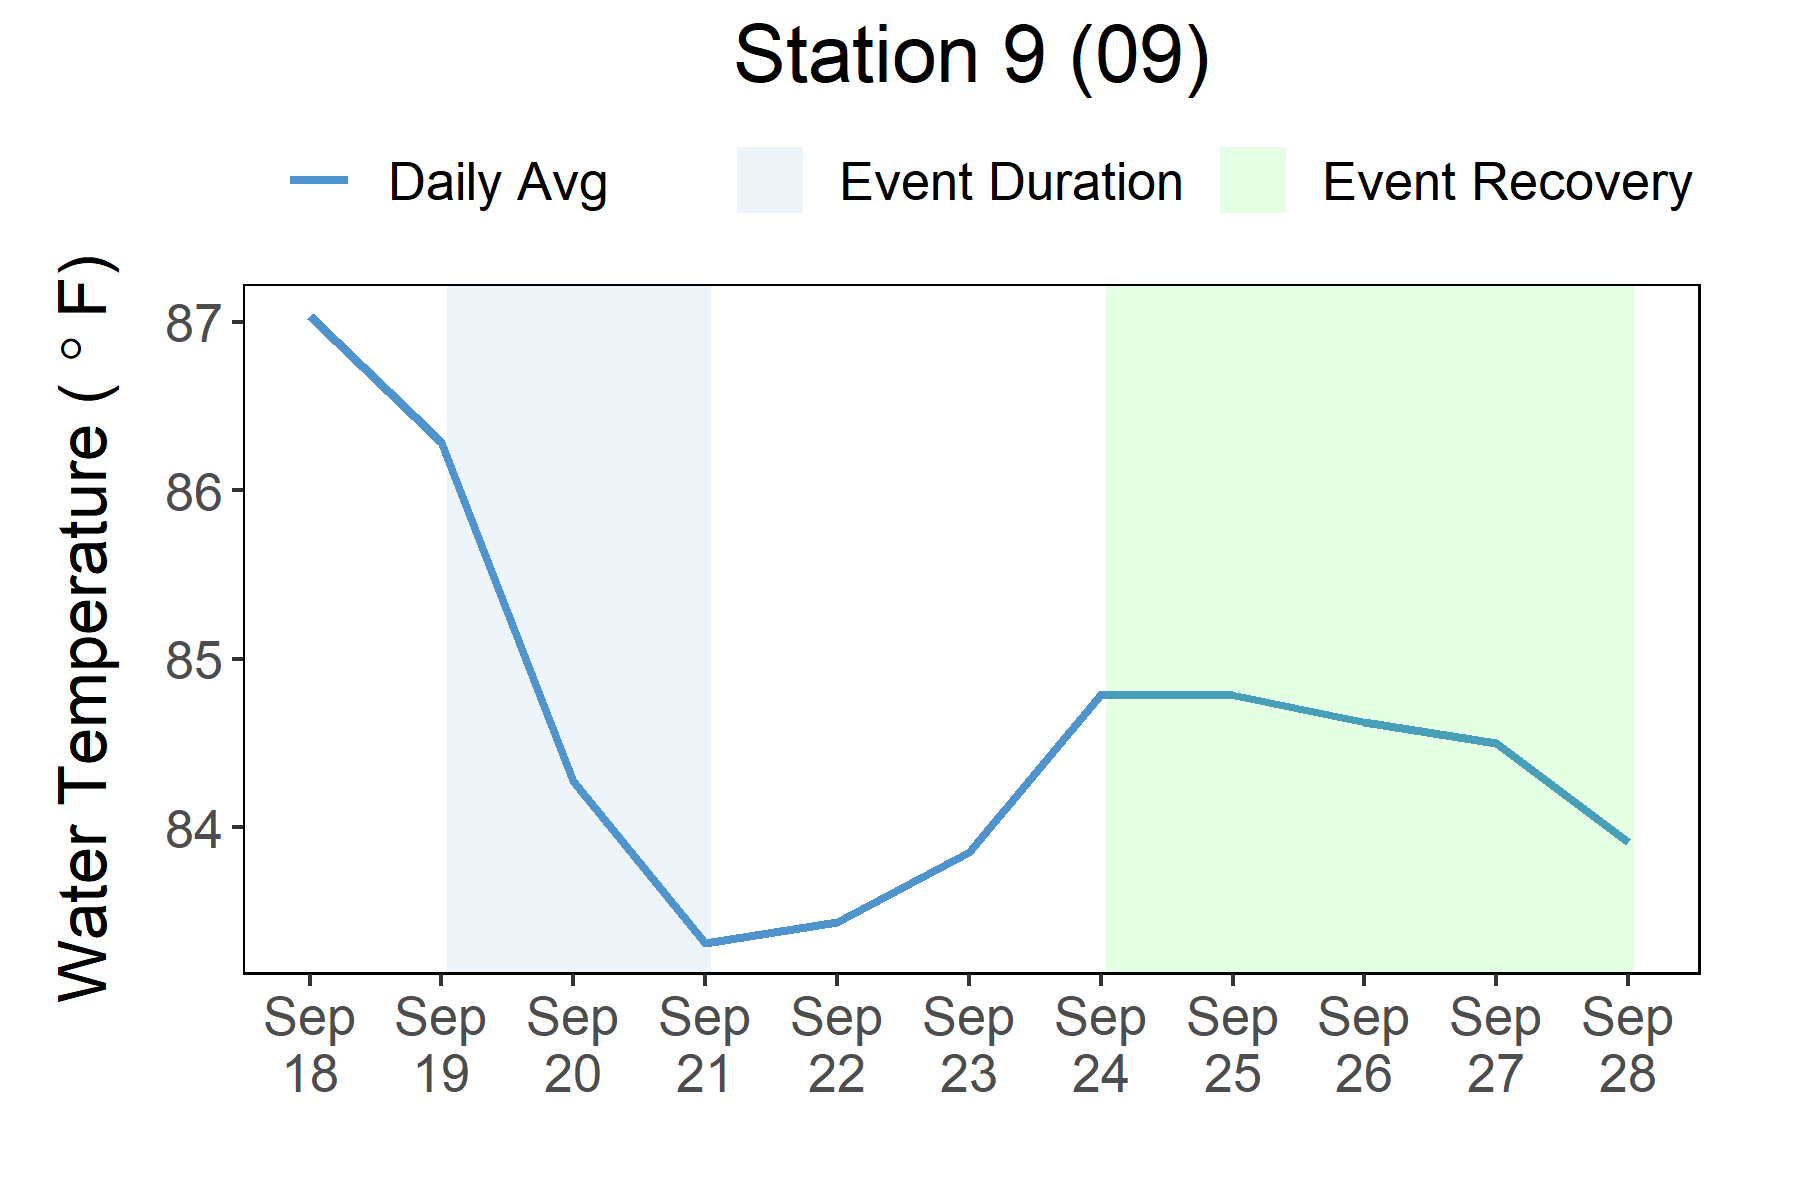 Station 9 (09)
Daily Avg
Event Duration
Event Recovery
Water Temperature ( ° F)
87
86
85
84
Sep 18
Sep 19
Sep 20
Sep 21
Sep 22
Sep 23
Sep 24
Sep 25
Sep 26
Sep 27
Sep 28